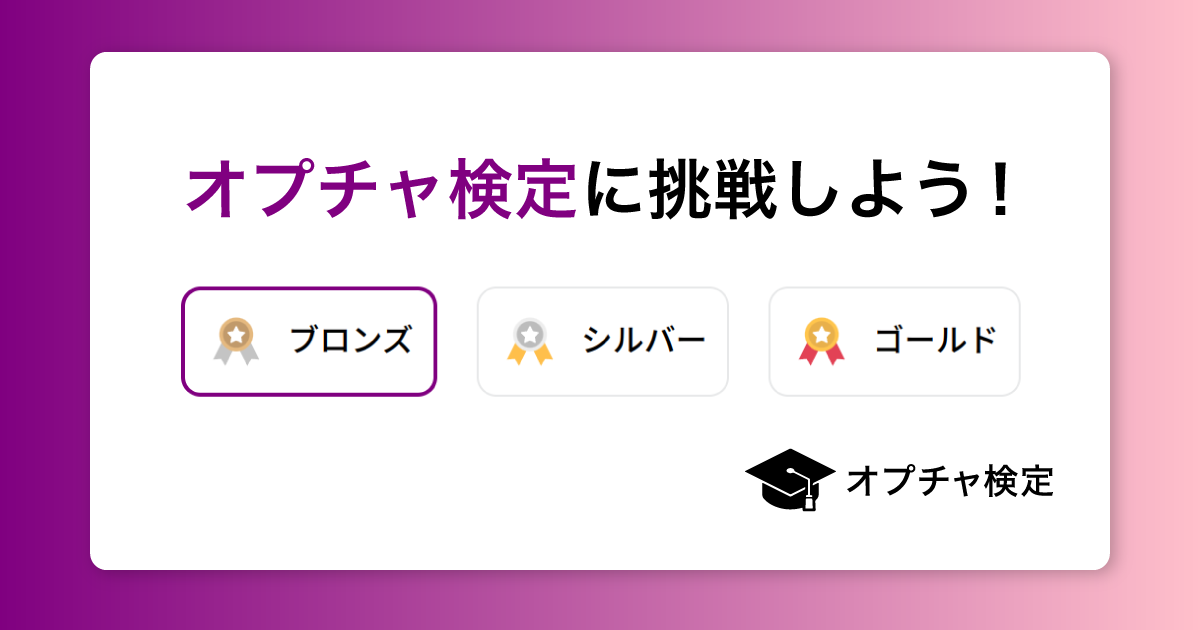 オプチャ検定に挑戦しよう！
ブロンズ
シルバー
ゴールド
オプチャ検定